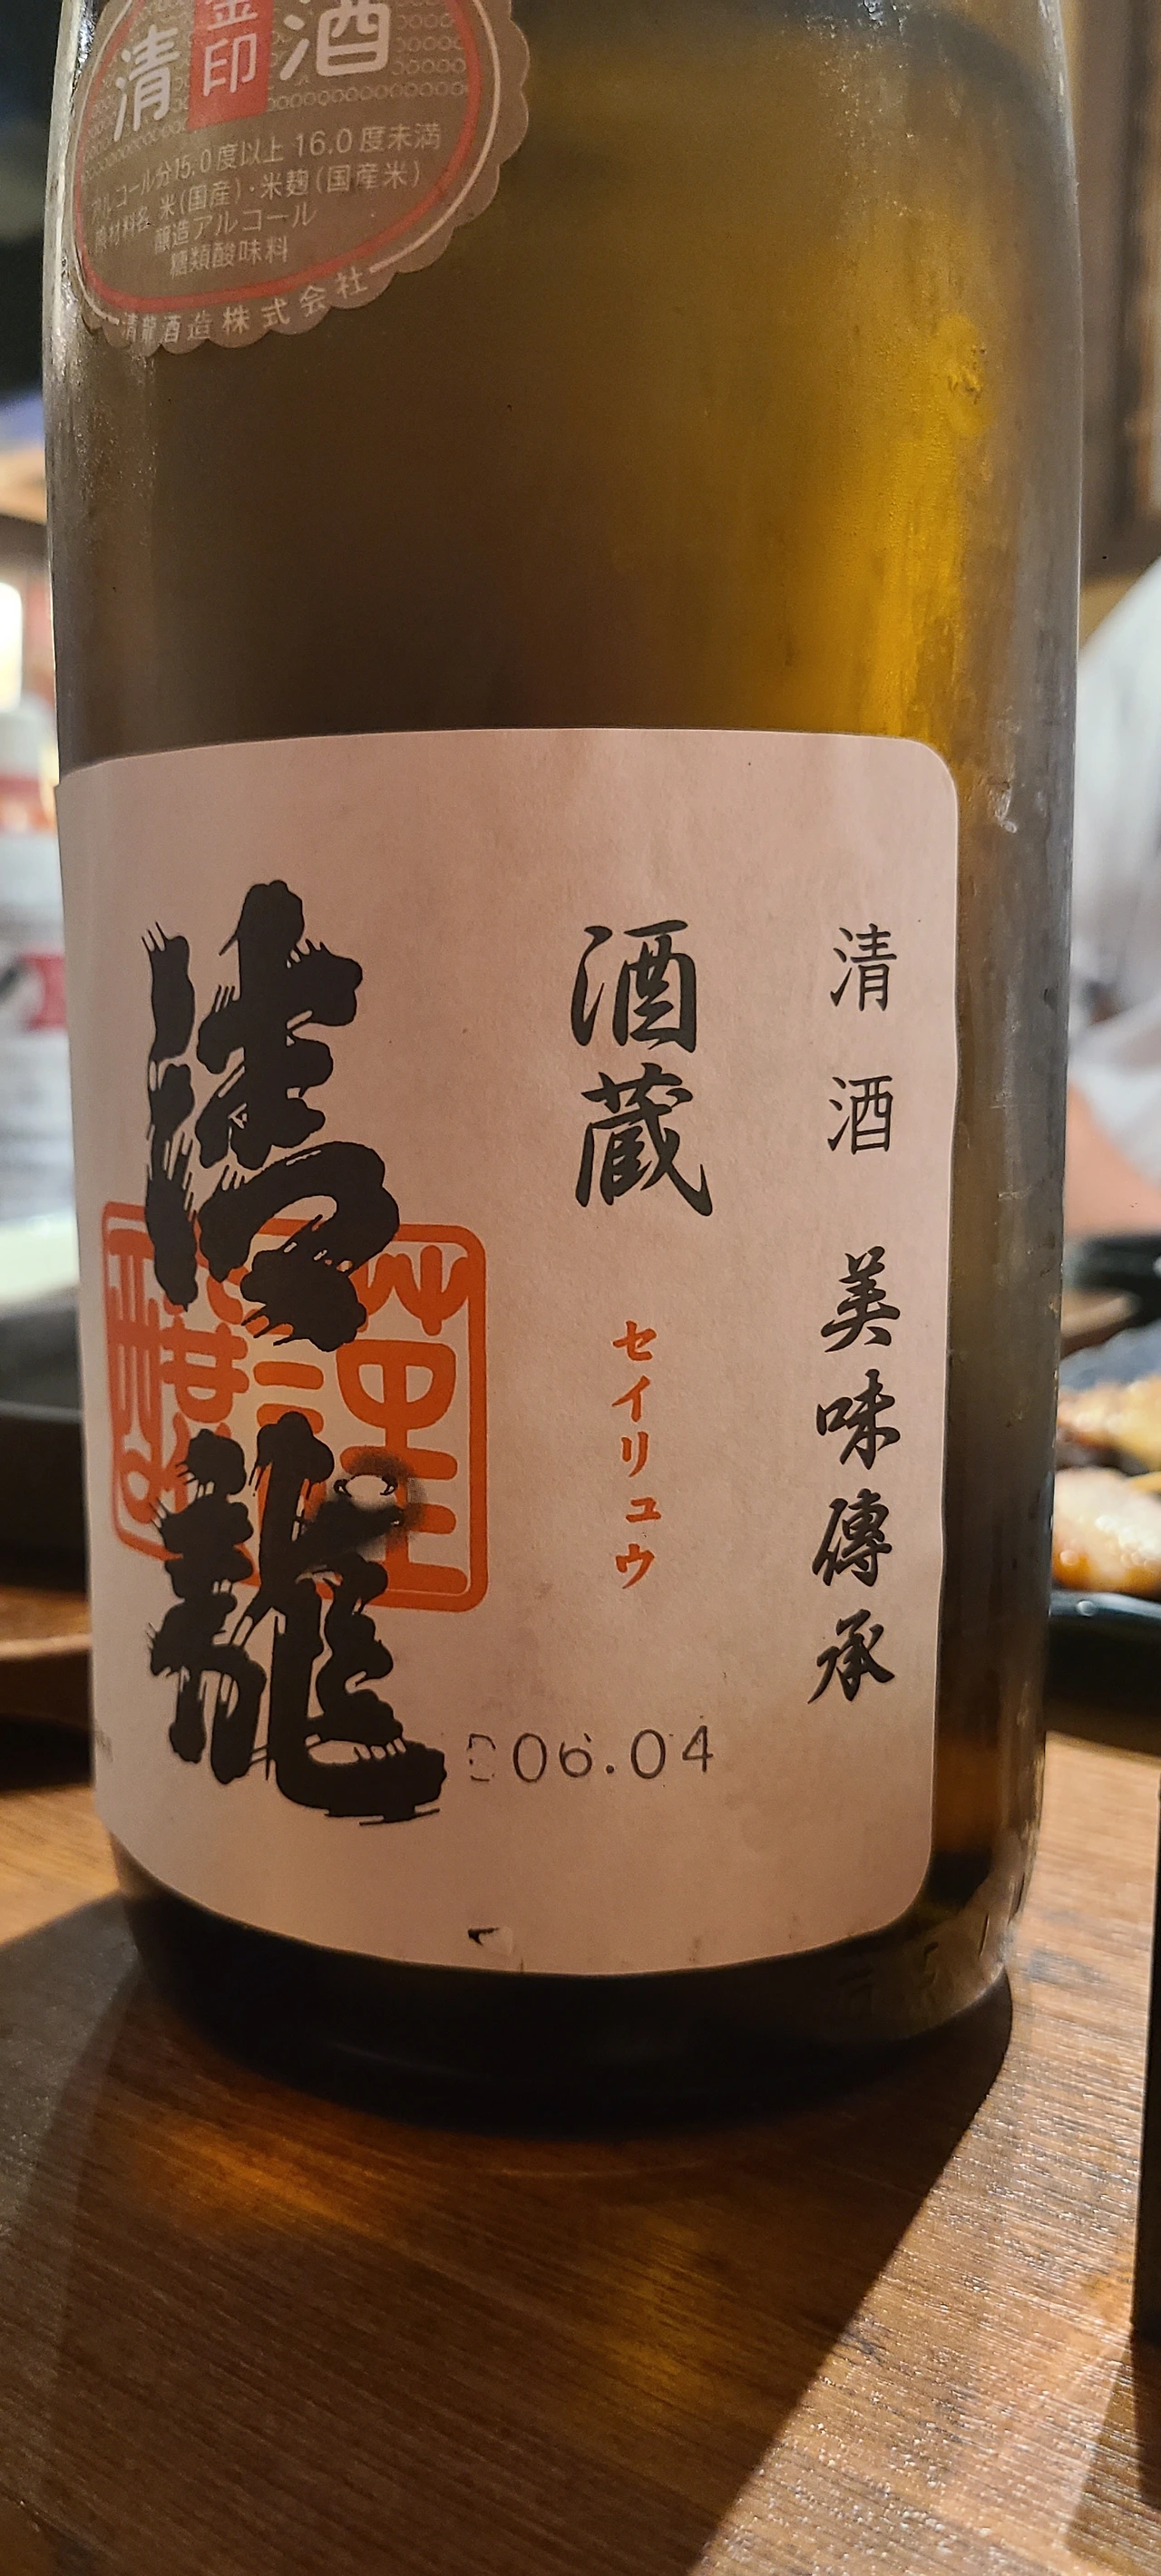 清 金印 酒
アルコール分15.0度以上 16.0度未満
原材料名 米(国産)・米麹(国産米)
醸造アルコール
糖類酸味料
清龍酒造株式会社
清酒 美味傳承
酒蔵 セイリュウ
清龍
06.04